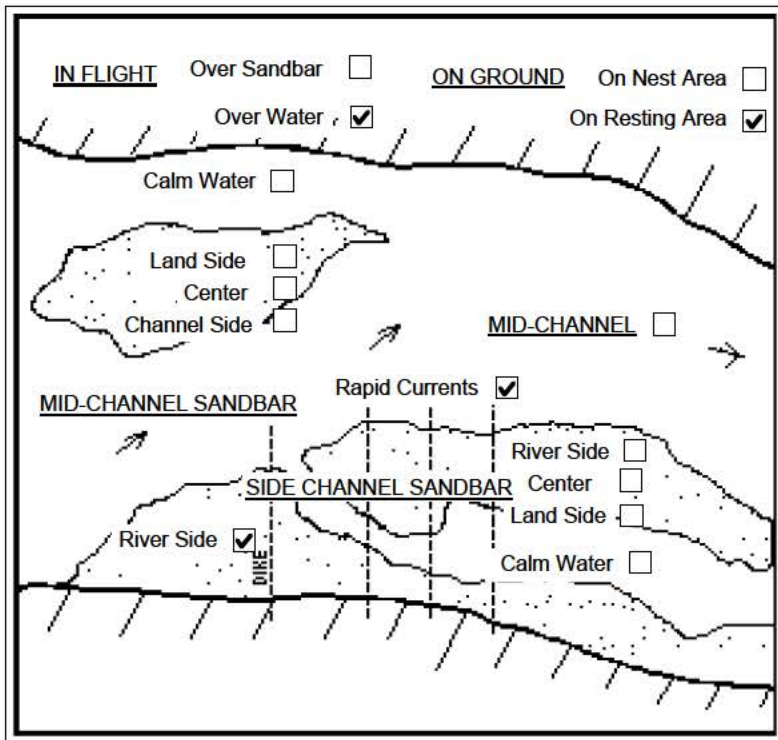 IN FLIGHT Over Sandbar ☐ ON GROUND On Nest Area ☐
Over Water ☑ On Resting Area ☑
Calm Water ☐
Land Side ☐
Center ☐
Channel Side ☐ MID-CHANNEL ☐
Rapid Currents ☑
MID-CHANNEL SANDBAR
River Side ☐
SIDE CHANNEL SANDBAR Center ☐
Land Side ☐
River Side ☑
DIKE
Calm Water ☐